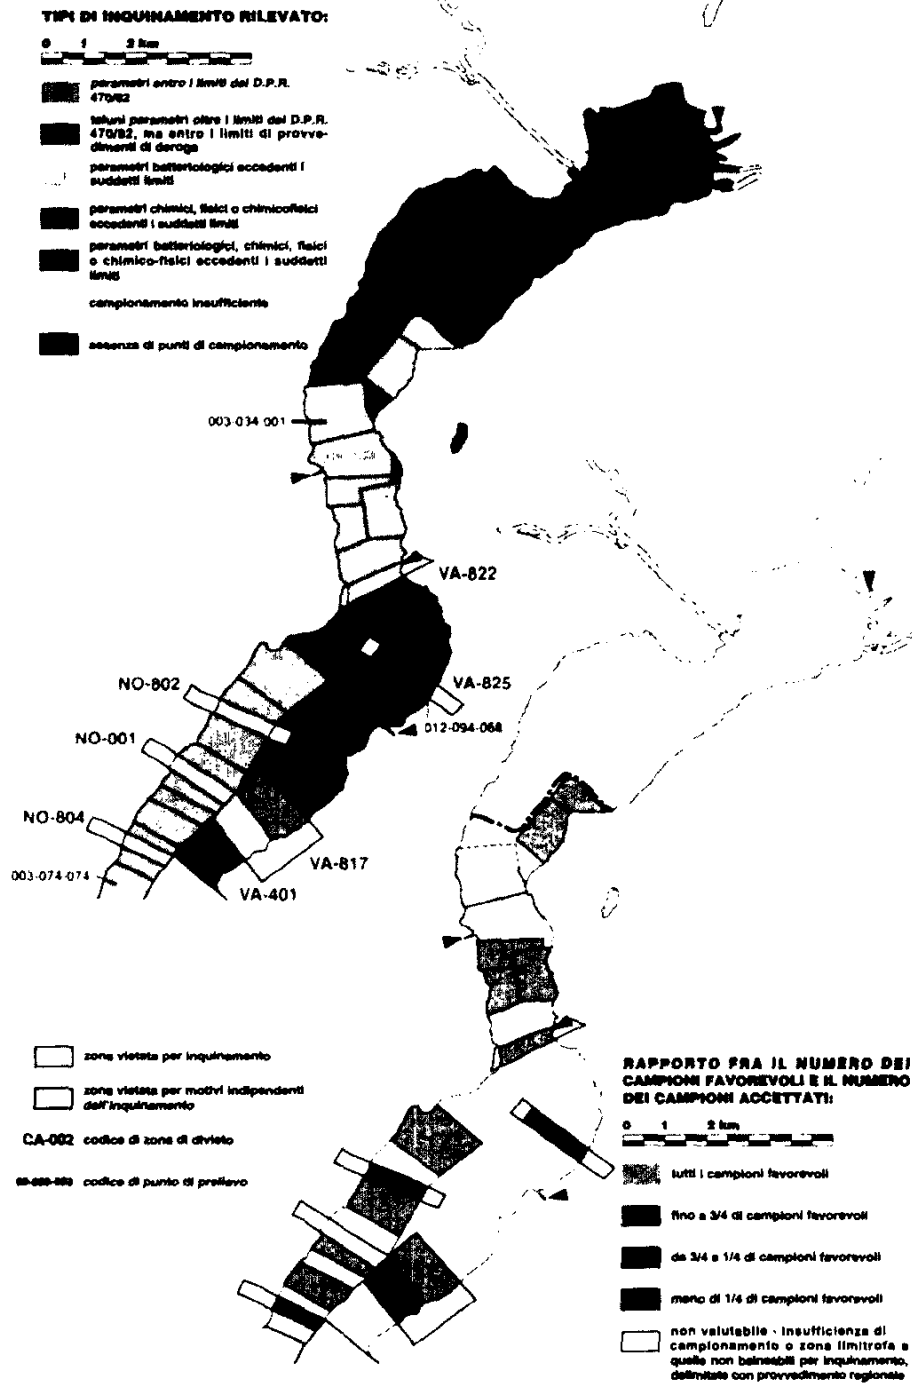 TIPI DI INQUINAMENTO RILEVATO:
0 1 2 km
parametri entro i limiti del D.P.R.
470/82
taluni parametri oltre i limiti del D.P.R.
470/82, ma entro i limiti di provve-
dimenti di deroga
parametri batteriologici eccedenti i
suddetti limiti
parametri chimici, fisici o chimicofisici
eccedenti i suddetti limiti
parametri batteriologici, chimici, fisici
o chimico-fisici eccedenti i suddetti
limiti
campionamento insufficiente
assenza di punti di campionamento
003-034-001
VA-822
NO-802
VA-825
012-094-068
NO-001
NO-804
VA-817
003-074-074
VA-401
zona vietata per inquinamento
zona vietata per motivi indipendenti
dell'inquinamento
CA-002 codice di zona di divieto
codice di punto di prelievo
RAPPORTO FRA IL NUMERO DEI
CAMPIONI FAVOREVOLI E IL NUMERO
DEI CAMPIONI ACCETTATI:
0 1 2 km
tutti i campioni favorevoli
fino a 3/4 di campioni favorevoli
da 3/4 a 1/4 di campioni favorevoli
meno di 1/4 di campioni favorevoli
non valutabile - insufficienza di
campionamento o zona limitrofa a
quelle non balneabili per inquinamento,
delimitate con provvedimento regionale